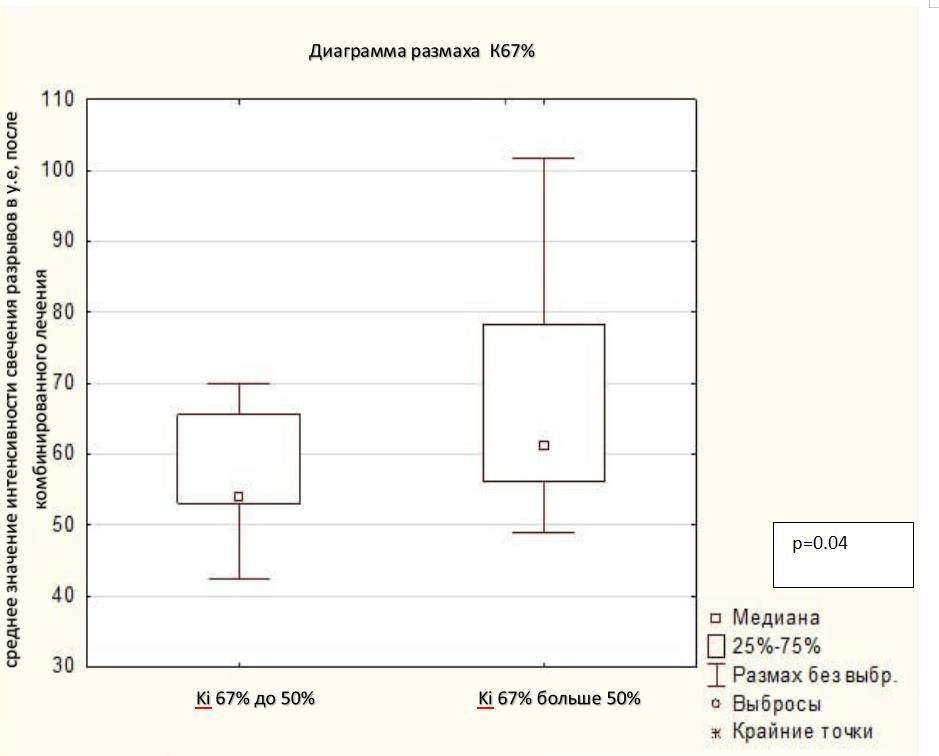 Диаграмма размаха К67%
среднее значение интенсивности свечения разрывов в у.е, после
комбинированного лечения
110
100
90
80
70
60
50
40
30
Ki 67% до 50%
Ki 67% больше 50%
p=0.04
Медиана
25%-75%
Размах без выбр.
Выбросы
Крайние точки